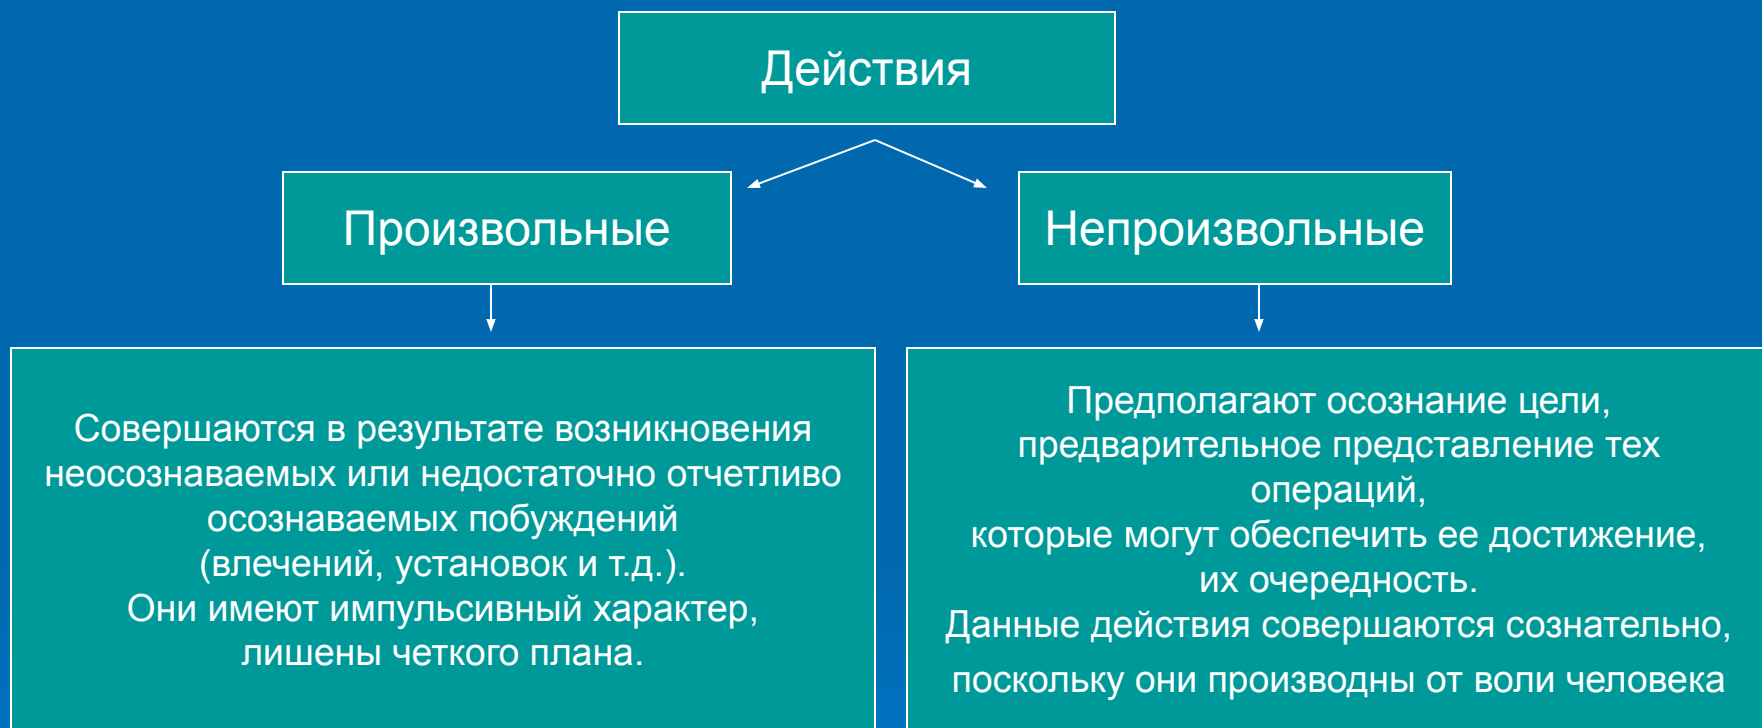 Действия
Произвольные
Непроизвольные
Совершаются в результате возникновения
неосознаваемых или недостаточно отчетливо
осознаваемых побуждений
(влечений, установок и т.д.).
Они имеют импульсивный характер,
лишены четкого плана.
Предполагают осознание цели,
предварительное представление тех
операций,
которые могут обеспечить ее достижение,
их очередность.
Данные действия совершаются сознательно,
поскольку они производны от воли человека